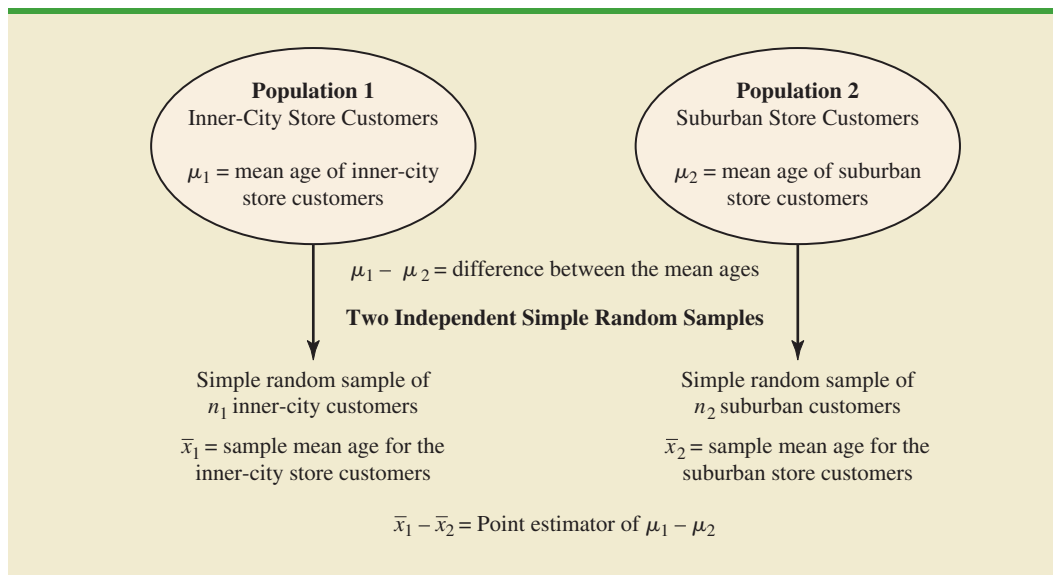 Population 1
Inner-City Store Customers
μ1 = mean age of inner-city
store customers
Population 2
Suburban Store Customers
μ2 = mean age of suburban
store customers
μ1 – μ2 = difference between the mean ages
Two Independent Simple Random Samples
Simple random sample of
n1 inner-city customers
x̄1 = sample mean age for the
inner-city store customers
Simple random sample of
n2 suburban customers
x̄2 = sample mean age for the
suburban store customers
x̄1 – x̄2 = Point estimator of μ1 – μ2